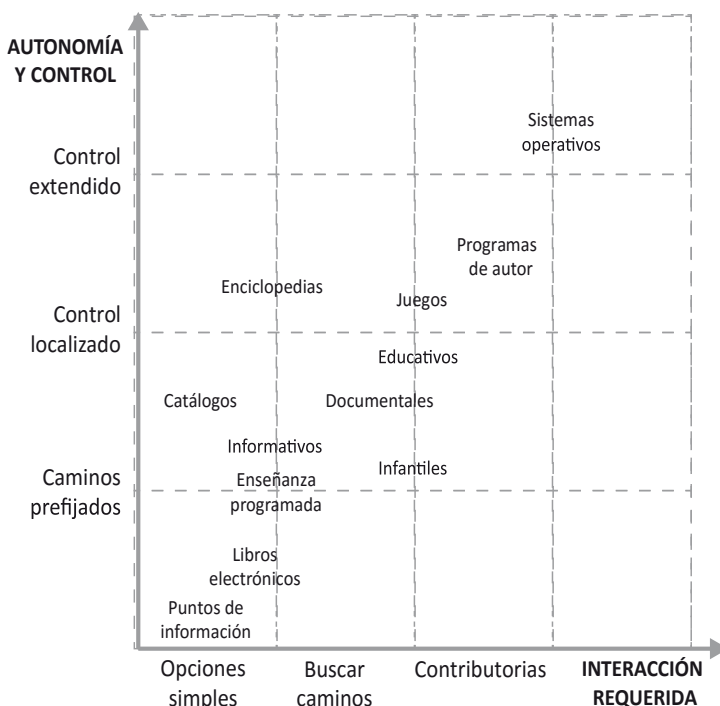 AUTONOMÍA
Y CONTROL
Sistemas
operativos
Control
extendido
Programas
de autor
Enciclopedias
Juegos
Control
localizado
Educativos
Catálogos
Documentales
Informativos
Infantiles
Caminos
prefijados
Enseñanza
programada
Libros
electrónicos
Puntos de
información
Opciones
simples
Buscar
caminos
Contributorias
INTERACCIÓN
REQUERIDA